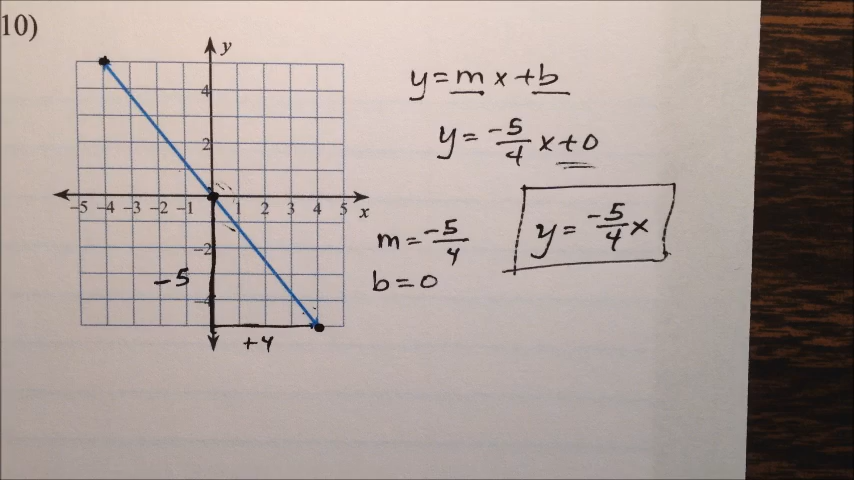 10)
y
y = mx + b
4
y = -5/4 x + 0
2
-5 -4 -3 -2 -1 1 2 3 4 5 x
y = -5/4 x
m = -5/4
-2
-5
b = 0
-4
+4